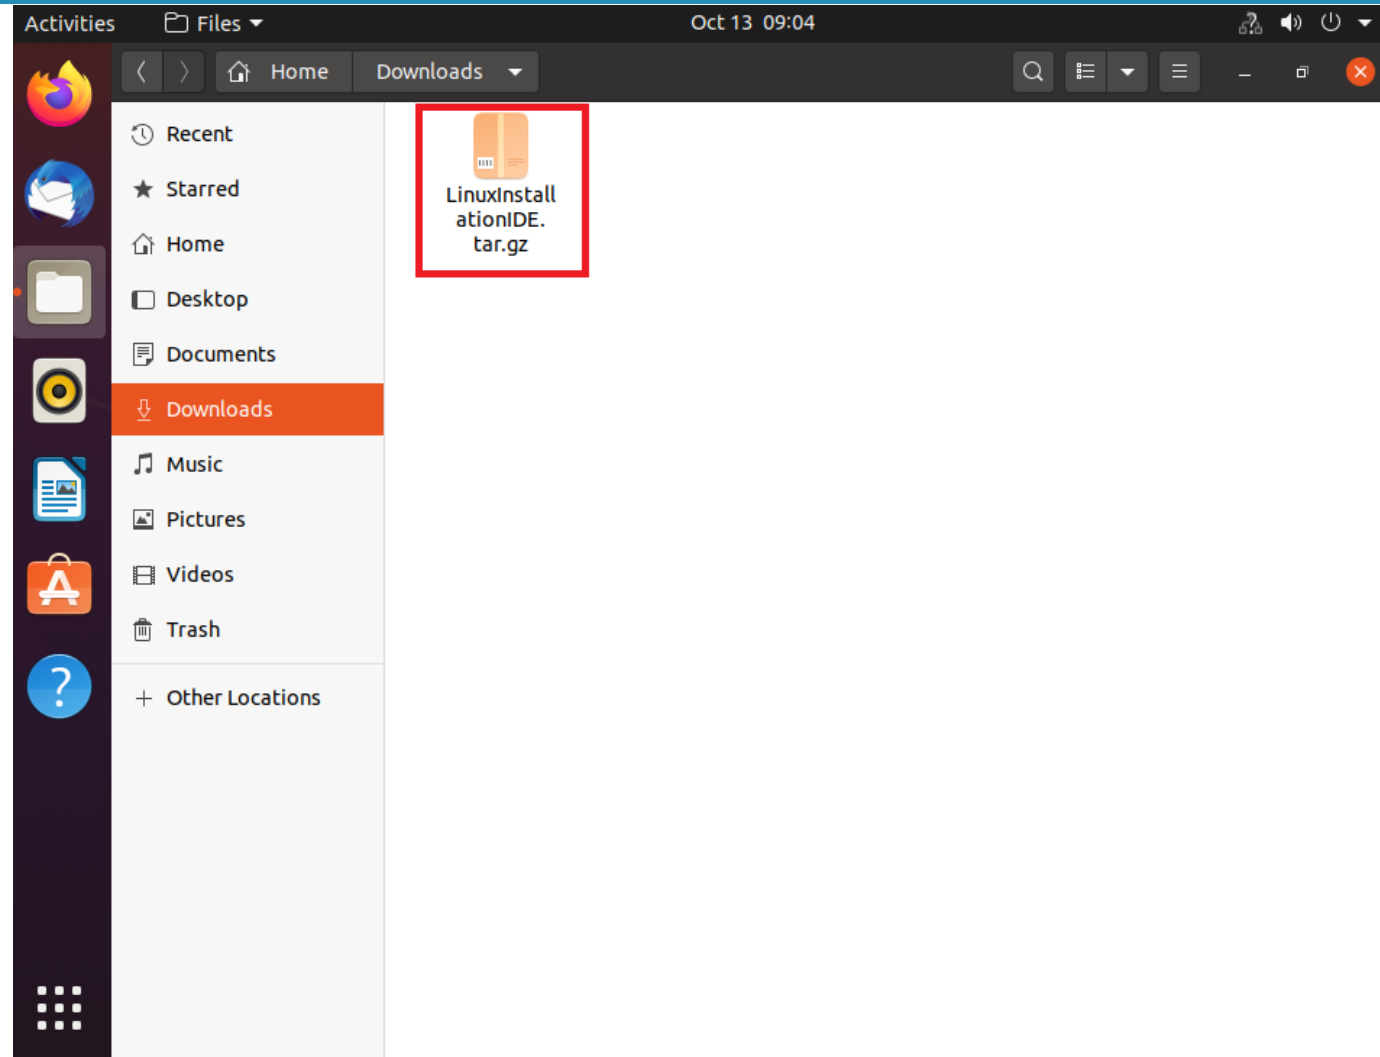 Activities
Files
Oct 13 09:04
Home
Downloads
Recent
Starred
Home
Desktop
Documents
Downloads
Music
Pictures
Videos
Trash
Other Locations
LinuxInstall
ationIDE.
tar.gz